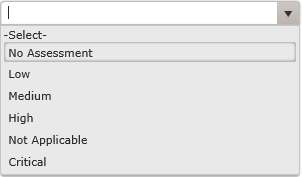 -Select-
No Assessment
Low
Medium
High
Not Applicable
Critical